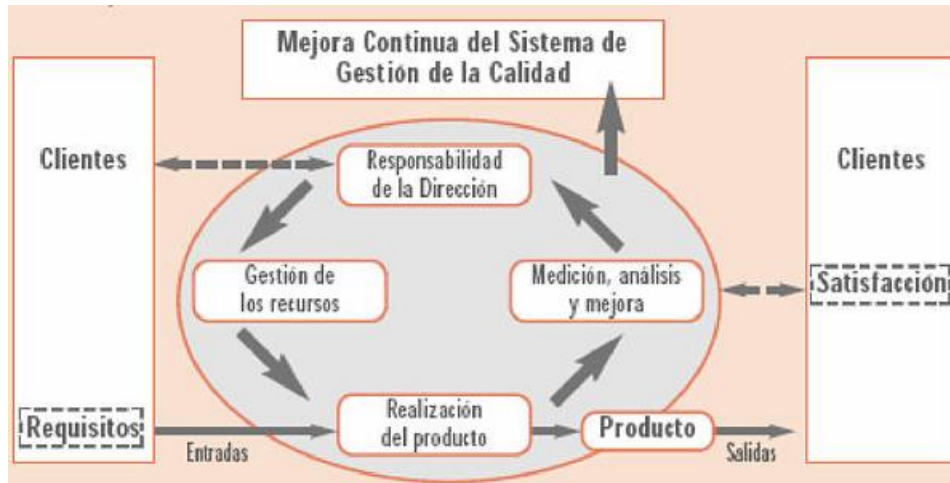 Mejora Continua del Sistema de
Gestión de la Calidad
Clientes
Responsabilidad
de la Dirección
Clientes
Gestión de
los recursos
Medición, análisis
y mejora
Satisfacción
Requisitos
Entradas
Realización
del producto
Producto
Salidas